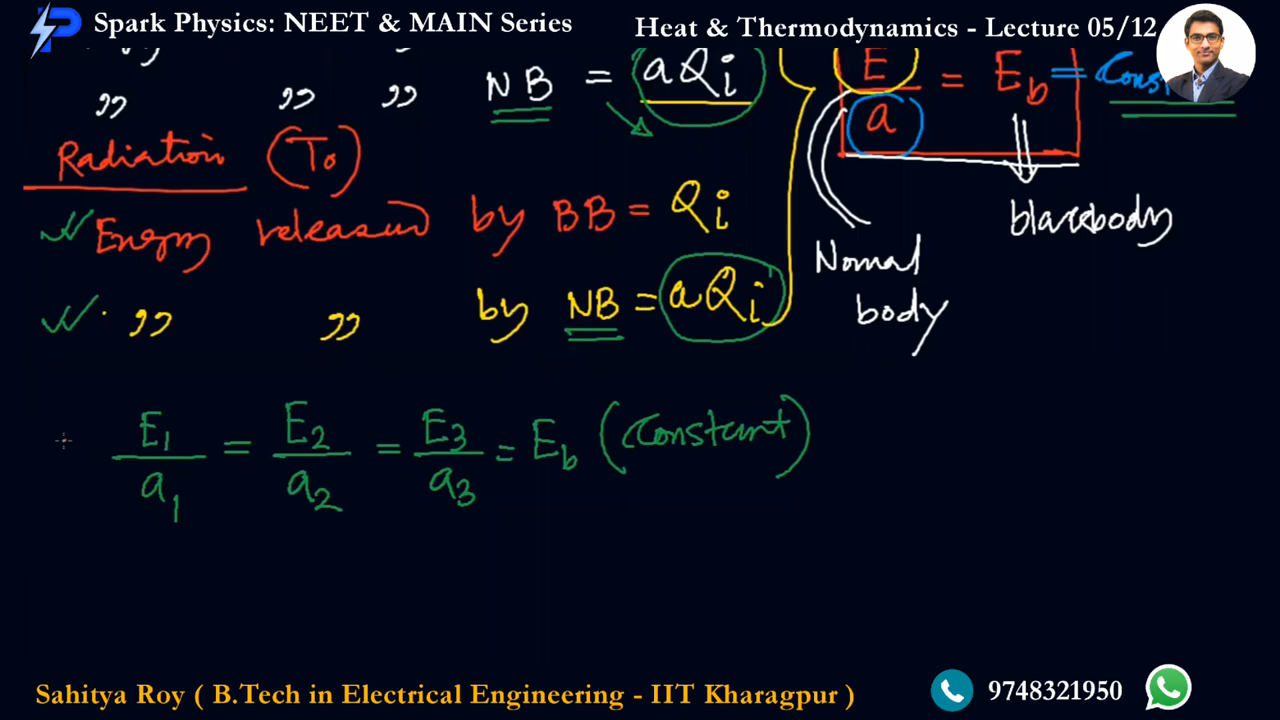 Spark Physics: NEET & MAIN Series
Heat & Thermodynamics - Lecture 05/12
" " " NB = aQi
E/a = Eb = Const
Radiation (To)
Energy released by BB = Qi
blackbody
Normal
body
" " by NB = aQi
E1/a1 = E2/a2 = E3/a3 = Eb (Constant)
Sahitya Roy ( B.Tech in Electrical Engineering - IIT Kharagpur )
9748321950